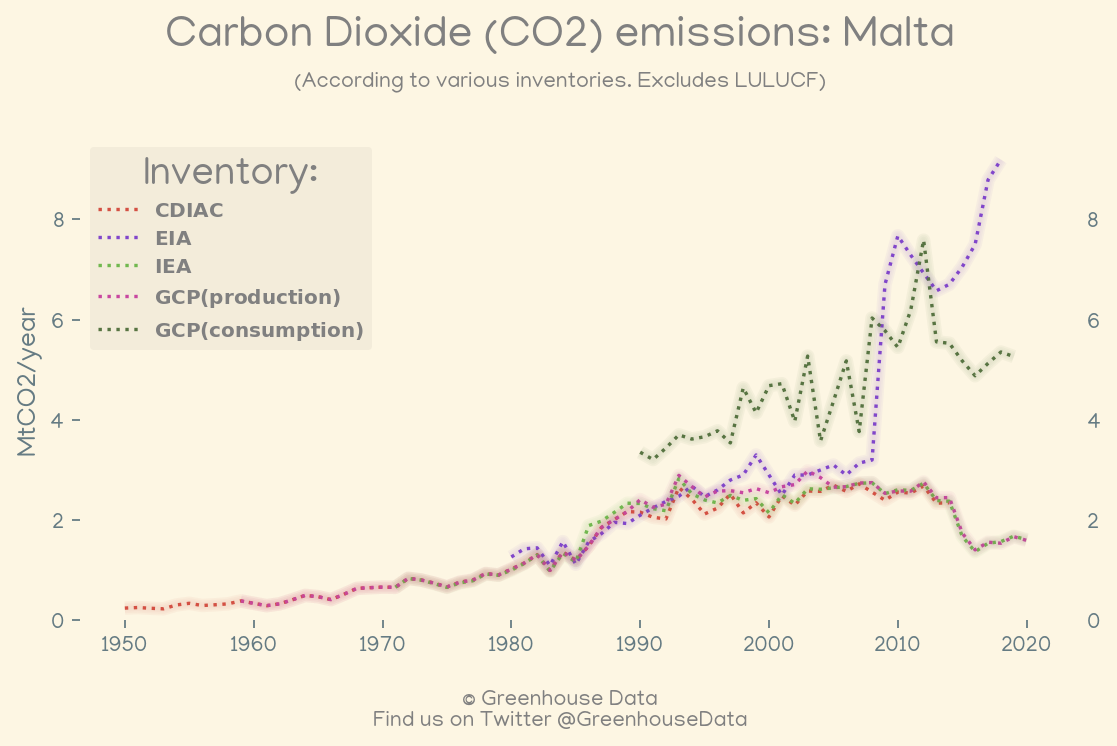 Carbon Dioxide (CO2) emissions: Malta
(According to various inventories. Excludes LULUCF)
Inventory:
CDIAC
EIA
IEA
GCP(production)
GCP(consumption)
MtCO2/year
8
6
4
2
0
8
6
4
2
0
1950 1960 1970 1980 1990 2000 2010 2020
© Greenhouse Data
Find us on Twitter @GreenhouseData